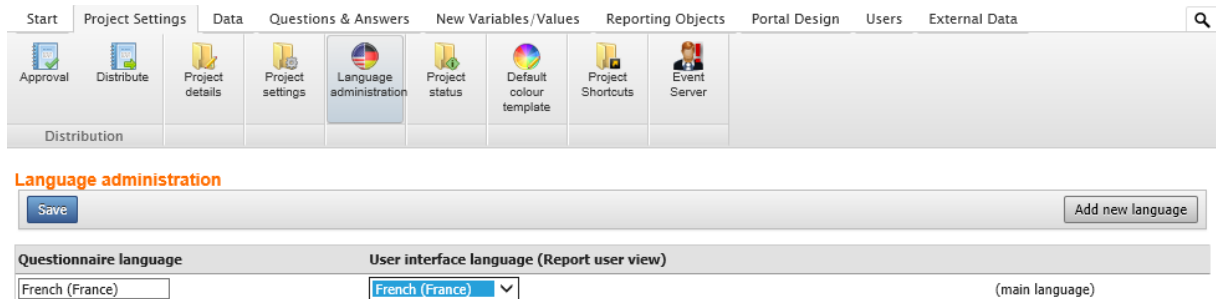 Start Project Settings Data Questions & Answers New Variables/Values Reporting Objects Portal Design Users External Data
Approval Distribute Project details Project settings Language administration Project status Default colour template Project Shortcuts Event Server
Distribution
Language administration
Save Add new language
Questionnaire language User interface language (Report user view)
French (France) French (France) (main language)